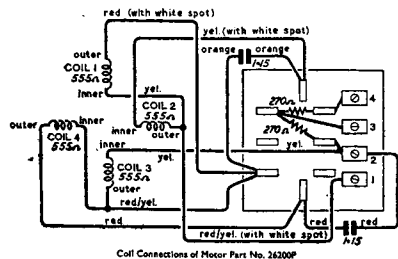 red (with white spot)
yel. (with white spot)
orange orange
outer
COIL 1
555Ω
inner
outer
1·15
yel.
COIL 2
555Ω
inner
270Ω
270Ω
4
3
2
1
outer
inner
COIL 4
555Ω
inner
yel.
yel.
COIL 3
555Ω
outer
red/yel.
red
red
red/yel. (with white spot)
red
1·15
Coil Connections of Motor Part No. 26200P